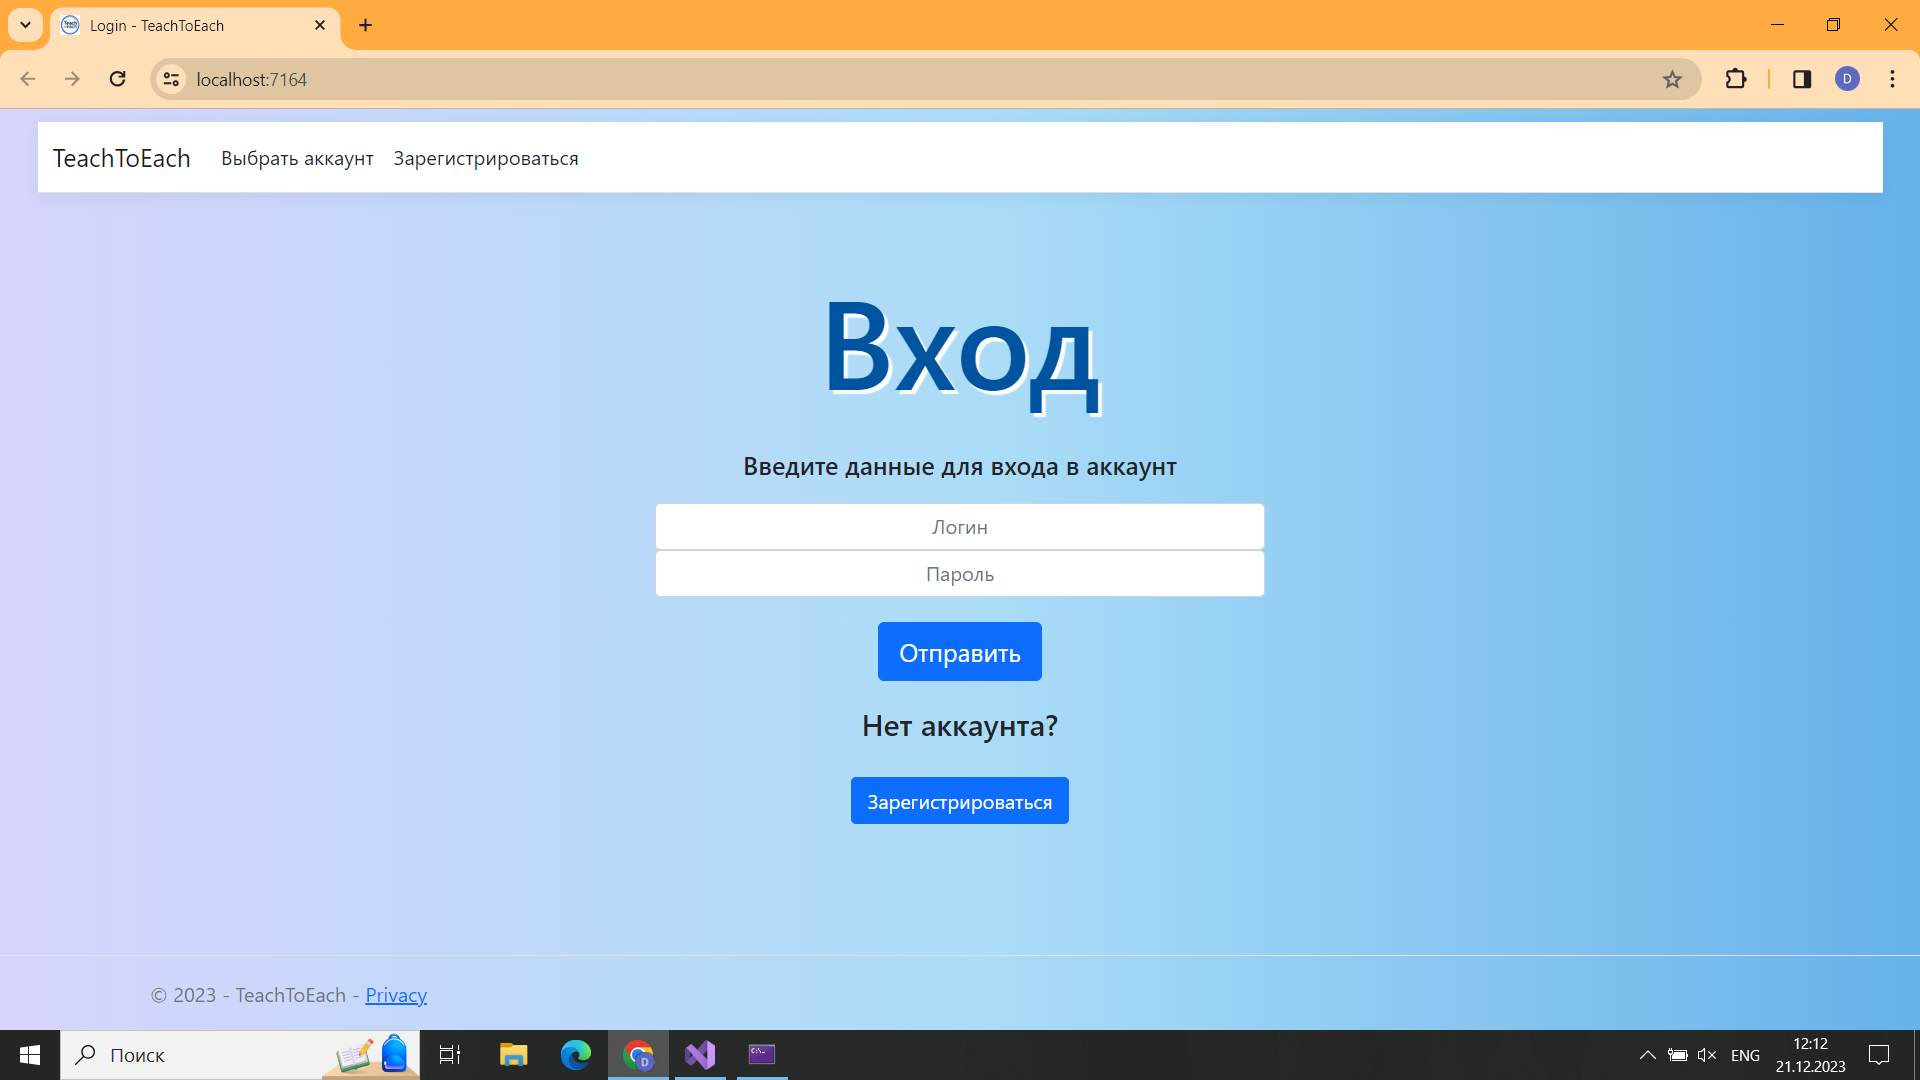 Login - TeachToEach
localhost:7164
D
TeachToEach Выбрать аккаунт Зарегистрироваться
Вход
Введите данные для входа в аккаунт
Логин
Пароль
Отправить
Нет аккаунта?
Зарегистрироваться
© 2023 - TeachToEach - Privacy
Поиск
D
C:\..
ENG
12:12
21.12.2023